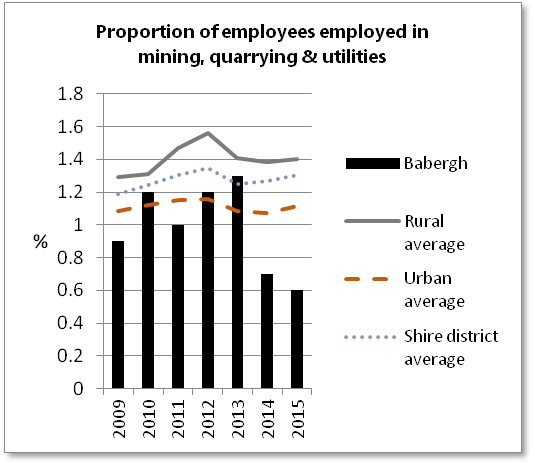 Proportion of employees employed in
mining, quarrying & utilities
1.8
1.6
1.4
1.2
1
0.8
0.6
0.4
0.2
0
%
2009
2010
2011
2012
2013
2014
2015
Babergh
Rural
average
Urban
average
Shire district
average